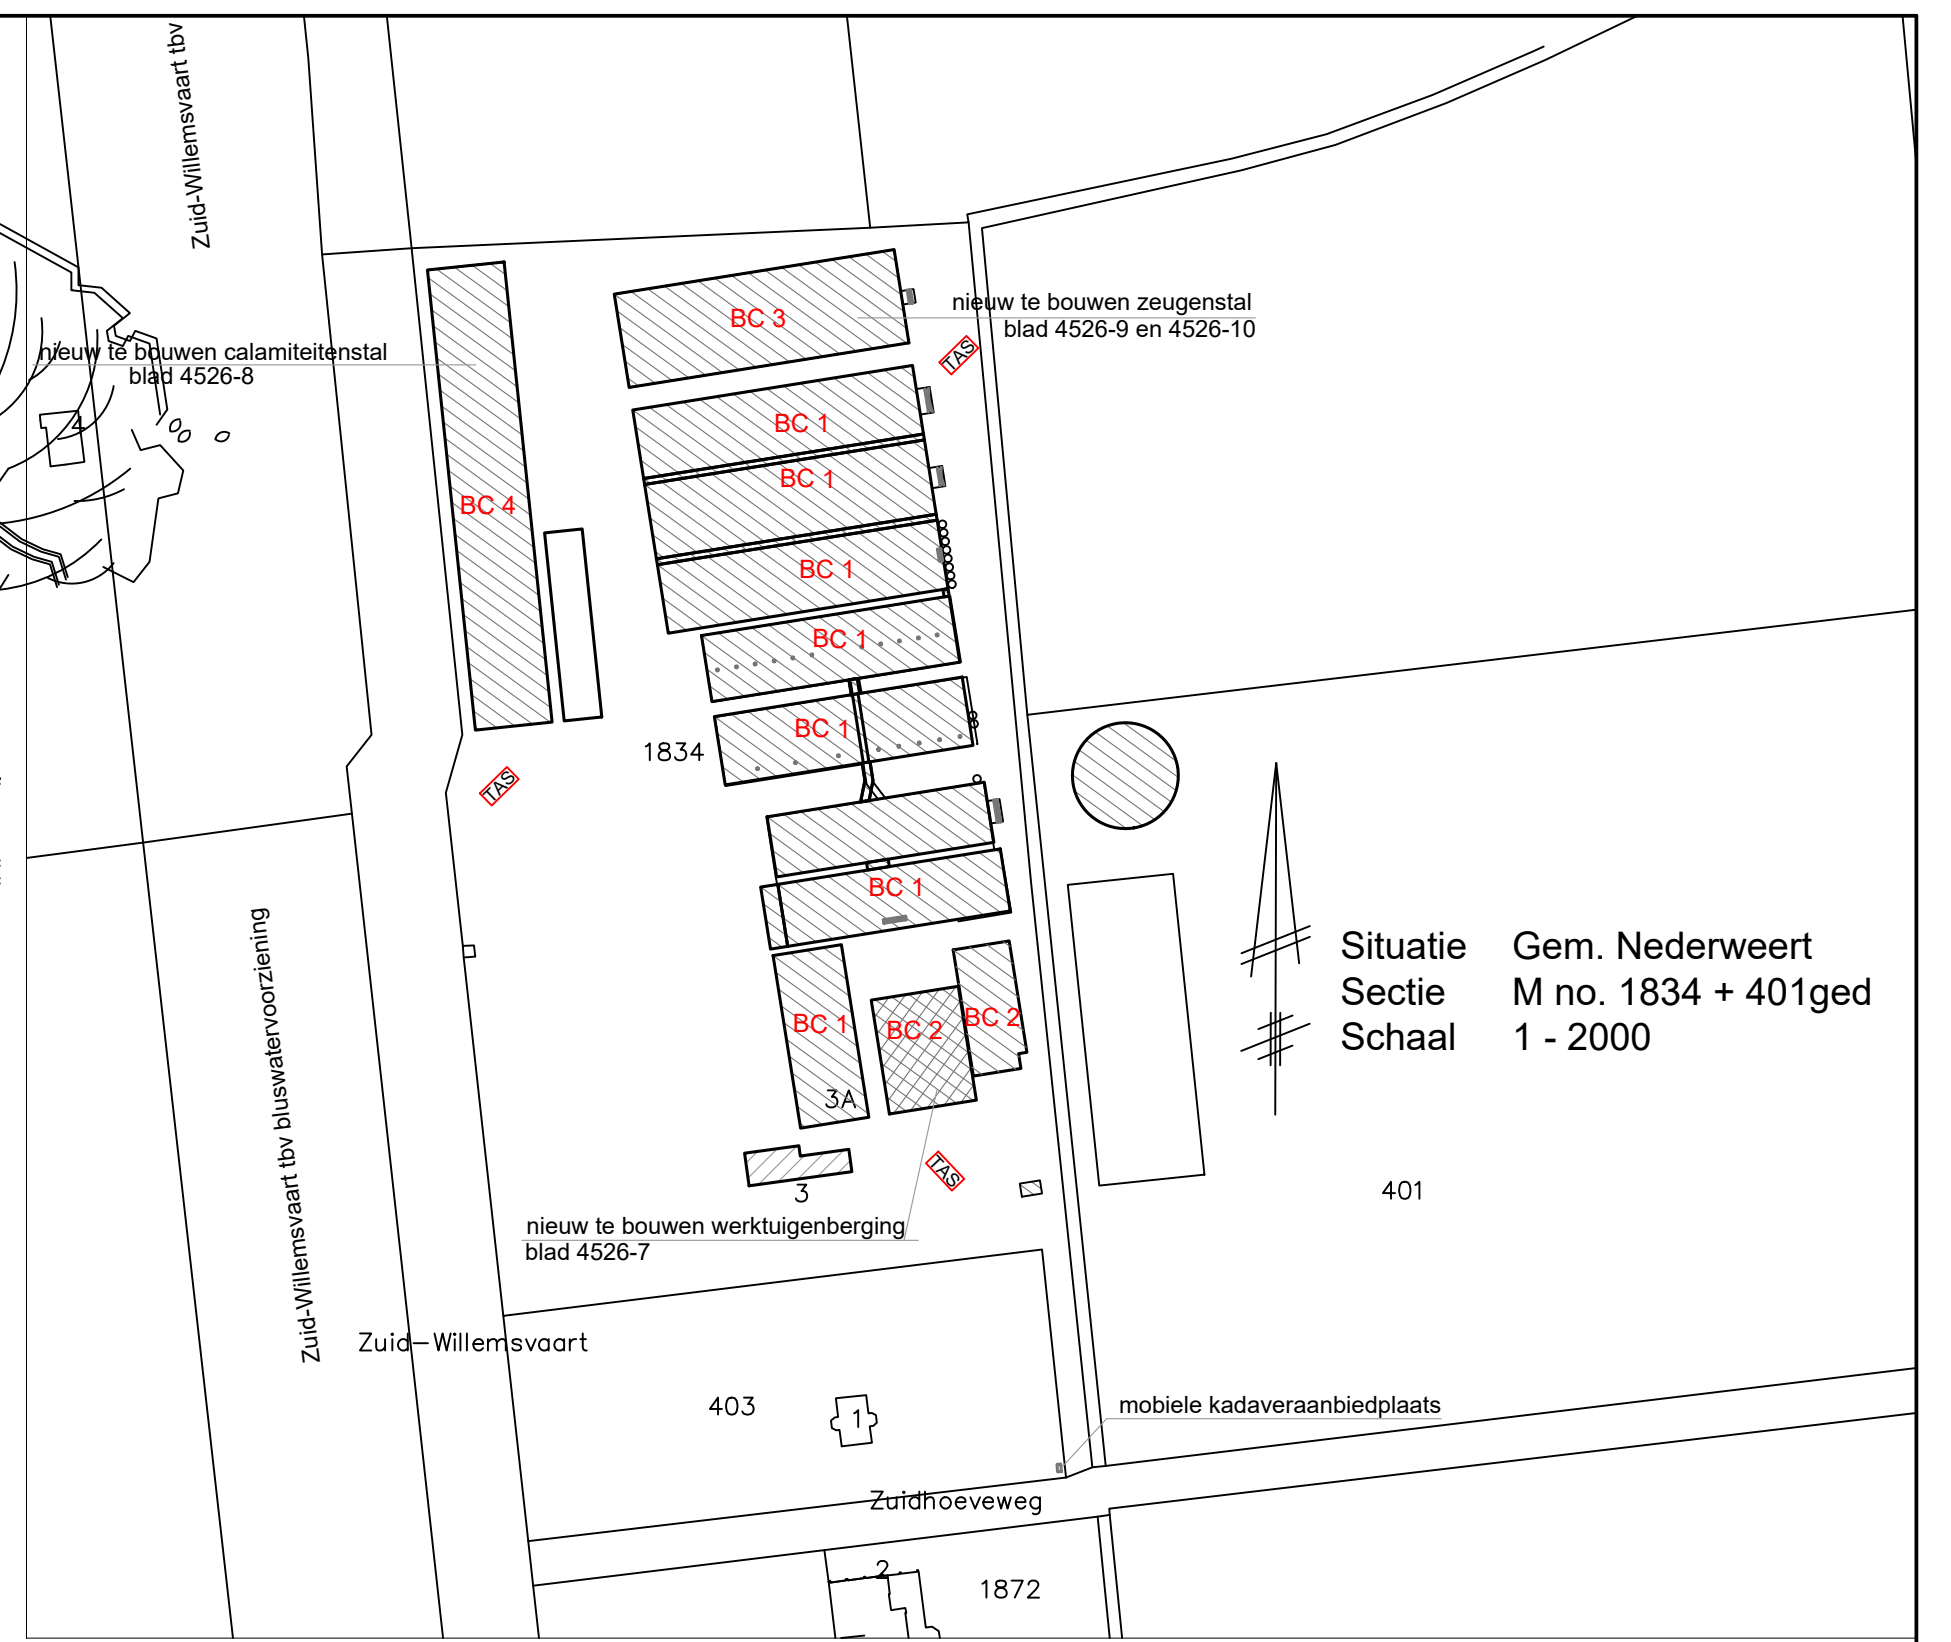 Zuid-Willemsvaart tbv
nieuw te bouwen zeugenstal
blad 4526-9 en 4526-10
BC 3
TAS
nieuw te bouwen calamiteitenstal
blad 4526-8
4
BC 1
BC 1
BC 4
BC 1
BC 1
BC 1
1834
TAS
BC 1
Zuid-Willemsvaart tbv bluswatervoorziening
Situatie Gem. Nederweert
Sectie M no. 1834 + 401ged
Schaal 1 - 2000
BC 1
BC 2
BC 2
3A
TAS
3
401
nieuw te bouwen werktuigenberging
blad 4526-7
Zuid-Willemsvaart
403
1
mobiele kadaveraanbiedplaats
Zuidhoeveweg
2
1872